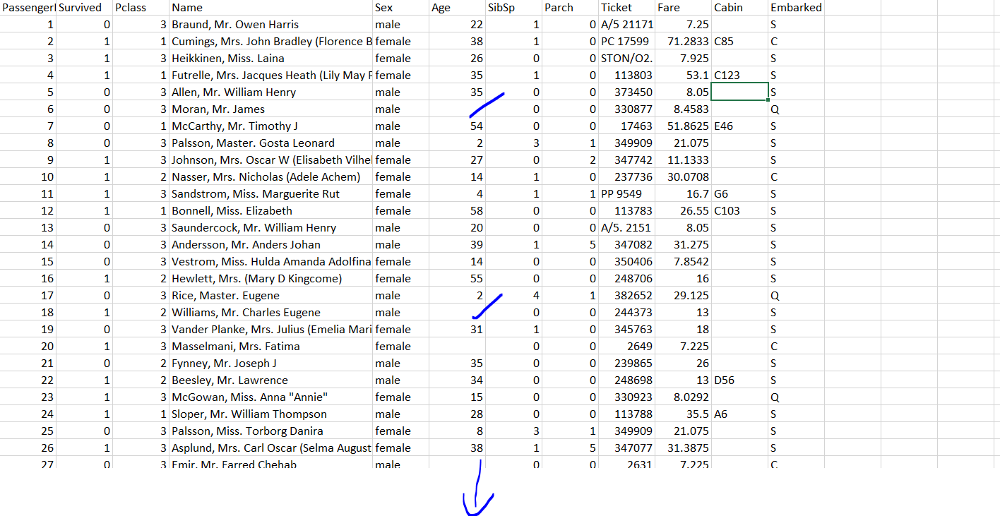 PassengerI Survived Pclass Name Sex Age SibSp Parch Ticket Fare Cabin Embarked
1 0 3 Braund, Mr. Owen Harris male 22 1 0 A/5 21171 7.25 S
2 1 1 Cumings, Mrs. John Bradley (Florence B female 38 1 0 PC 17599 71.2833 C85 C
3 1 3 Heikkinen, Miss. Laina female 26 0 0 STON/O2. 7.925 S
4 1 1 Futrelle, Mrs. Jacques Heath (Lily May P female 35 1 0 113803 53.1 C123 S
5 0 3 Allen, Mr. William Henry male 35 0 0 373450 8.05 S
6 0 3 Moran, Mr. James male 0 0 330877 8.4583 Q
7 0 1 McCarthy, Mr. Timothy J male 54 0 0 17463 51.8625 E46 S
8 0 3 Palsson, Master. Gosta Leonard male 2 3 1 349909 21.075 S
9 1 3 Johnson, Mrs. Oscar W (Elisabeth Vilhel female 27 0 2 347742 11.1333 S
10 1 2 Nasser, Mrs. Nicholas (Adele Achem) female 14 1 0 237736 30.0708 C
11 1 3 Sandstrom, Miss. Marguerite Rut female 4 1 1 PP 9549 16.7 G6 S
12 1 1 Bonnell, Miss. Elizabeth female 58 0 0 113783 26.55 C103 S
13 0 3 Saundercock, Mr. William Henry male 20 0 0 A/5. 2151 8.05 S
14 0 3 Andersson, Mr. Anders Johan male 39 1 5 347082 31.275 S
15 0 3 Vestrom, Miss. Hulda Amanda Adolfina female 14 0 0 350406 7.8542 S
16 1 2 Hewlett, Mrs. (Mary D Kingcome) female 55 0 0 248706 16 S
17 0 3 Rice, Master. Eugene male 2 4 1 382652 29.125 Q
18 1 2 Williams, Mr. Charles Eugene male 0 0 244373 13 S
19 0 3 Vander Planke, Mrs. Julius (Emelia Mari female 31 1 0 345763 18 S
20 1 3 Masselmani, Mrs. Fatima female 0 0 2649 7.225 C
21 0 2 Fynney, Mr. Joseph J male 35 0 0 239865 26 S
22 1 2 Beesley, Mr. Lawrence male 34 0 0 248698 13 D56 S
23 1 3 McGowan, Miss. Anna "Annie" female 15 0 0 330923 8.0292 Q
24 1 1 Sloper, Mr. William Thompson male 28 0 0 113788 35.5 A6 S
25 0 3 Palsson, Miss. Torborg Danira female 8 3 1 349909 21.075 S
26 1 3 Asplund, Mrs. Carl Oscar (Selma August female 38 1 5 347077 31.3875 S
27 0 3 Emir, Mr. Farred Chehab male 0 0 2631 7.225 C